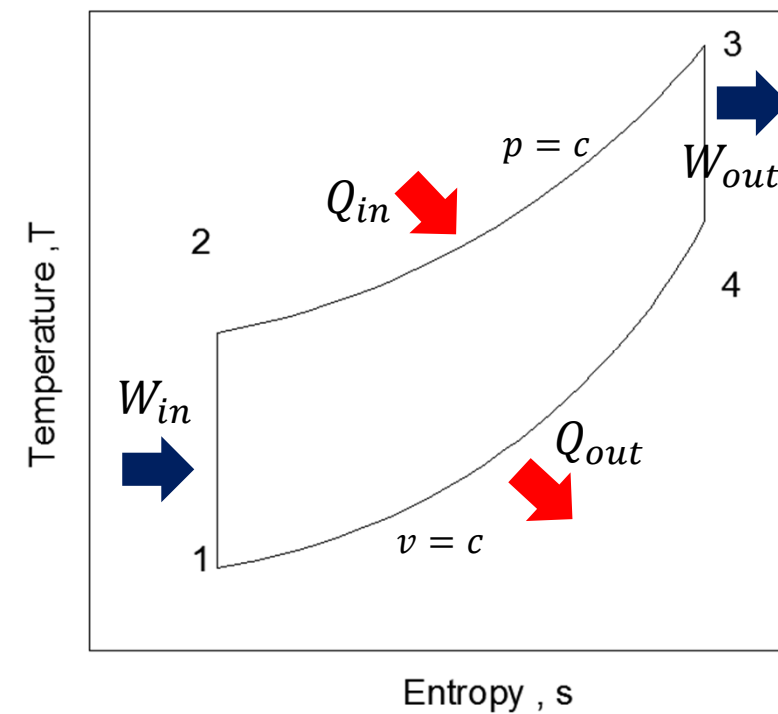 3
p = c
W_out
Q_in
2
4
Temperature ,T
W_in
Q_out
v = c
1
Entropy , s